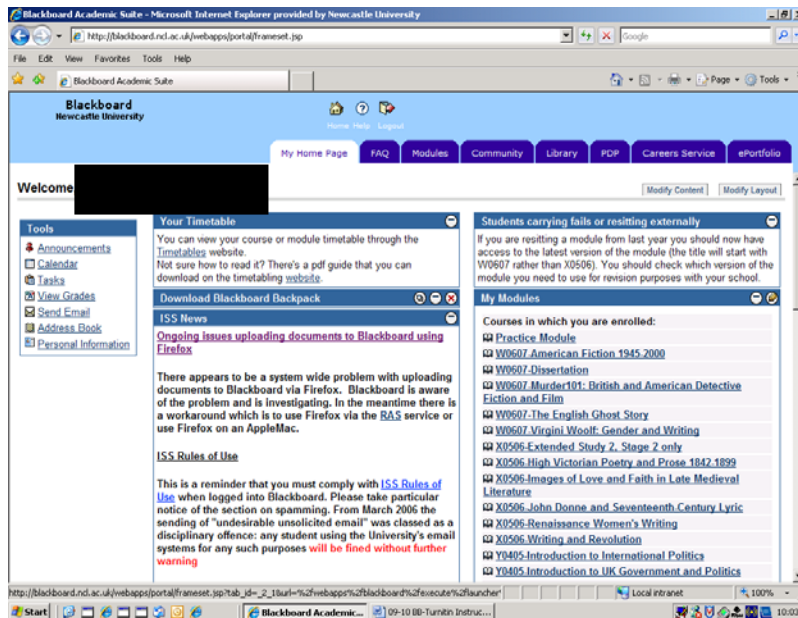 Blackboard Academic Suite - Microsoft Internet Explorer provided by Newcastle University
http://blackboard.ncl.ac.uk/webapps/portal/frameset.jsp
Google
File Edit View Favorites Tools Help
Blackboard Academic Suite
Page Tools
Blackboard
Newcastle University
Home Help Logout
My Home Page FAQ Modules Community Library PDP Careers Service ePortfolio
Welcome
Modify Content Modify Layout
Tools
Announcements
Calendar
Tasks
View Grades
Send Email
Address Book
Personal Information
Your Timetable
You can view your course or module timetable through the
Timetables website.
Not sure how to read it? There's a pdf guide that you can
download on the timetabling website.
Download Blackboard Backpack
ISS News
Ongoing issues uploading documents to Blackboard using
Firefox
There appears to be a system wide problem with uploading
documents to Blackboard via Firefox. Blackboard is aware
of the problem and is investigating. In the meantime there is
a workaround which is to use Firefox via the RAS service or
use Firefox on an AppleMac.
ISS Rules of Use
This is a reminder that you must comply with ISS Rules of
Use when logged into Blackboard. Please take particular
notice of the section on spamming. From March 2006 the
sending of "undesirable unsolicited email" was classed as a
disciplinary offence: any student using the University's email
systems for any such purposes will be fined without further
warning
Students carrying fails or resitting externally
If you are resitting a module from last year you should now have
access to the latest version of the module (the title will start with
W0607 rather than X0506). You should check which version of the
module you need to use for revision purposes with your school.
My Modules
Courses in which you are enrolled:
Practice Module
W0607-American Fiction 1945-2000
W0607-Dissertation
W0607-Murder101: British and American Detective
Fiction and Film
W0607-The English Ghost Story
W0607-Virgini Woolf: Gender and Writing
X0506-Extended Study 2, Stage 2 only
X0506-High Victorian Poetry and Prose 1842-1899
X0506-Images of Love and Faith in Late Medieval
Literature
X0506-John Donne and Seventeenth-Century Lyric
X0506-Renaissance Women's Writing
X0506-Writing and Revolution
Y0405-Introduction to International Politics
Y0405-Introduction to UK Government and Politics
http://blackboard.ncl.ac.uk/webapps/portal/frameset.jsp?tab_id=_2_1&url=%2fwebapps%2fblackboard%2fexecute%2flauncher
Local intranet 100%
Start Blackboard Academic... 09-10 BB-Turnitin Instruc... 10:03